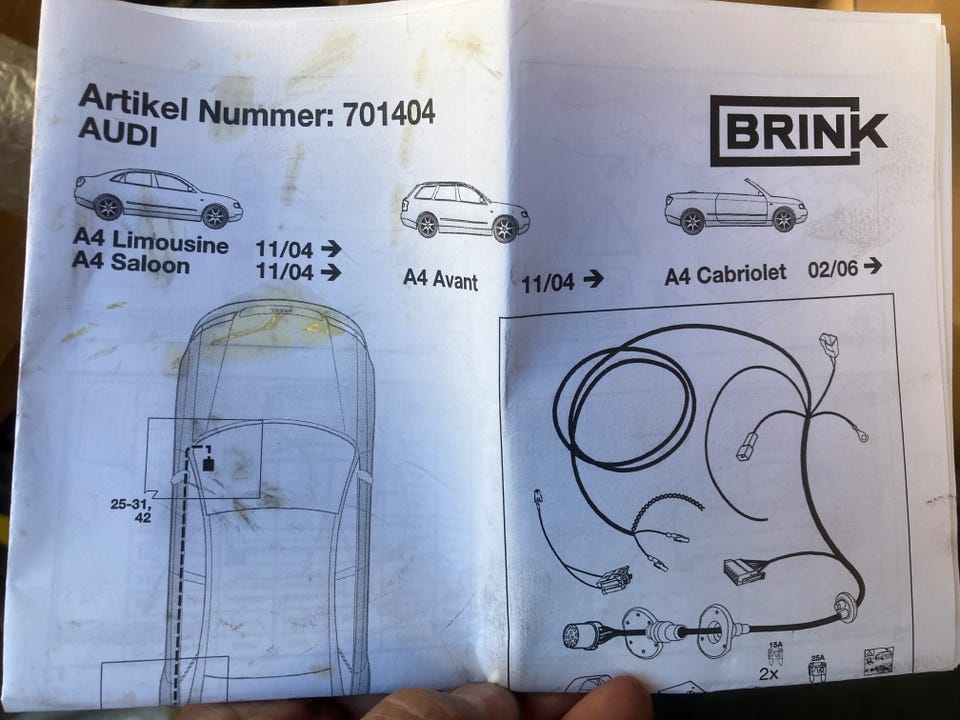 Artikel Nummer: 701404
AUDI
BRINK
A4 Limousine 11/04 →
A4 Saloon 11/04 →
A4 Avant 11/04 →
A4 Cabriolet 02/06 →
25-31,
42
15A
2x
25A